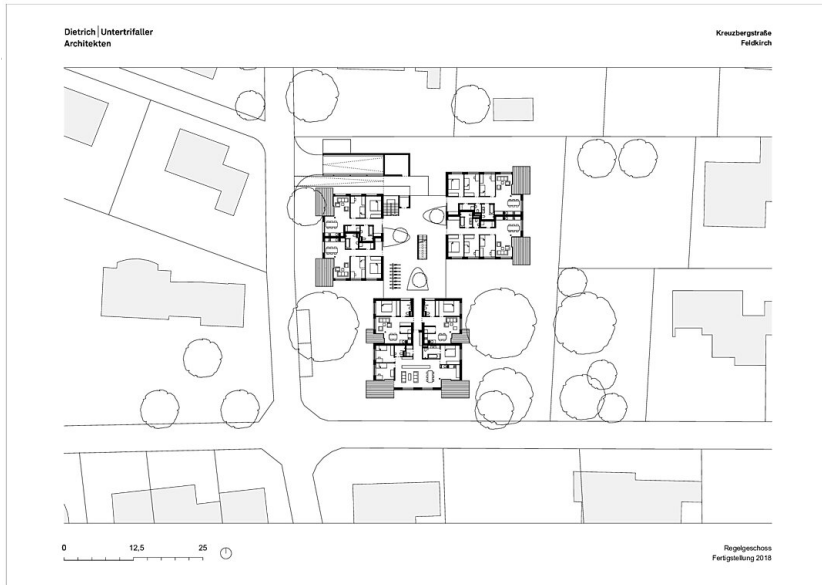 Dietrich | Untertrifaller
Architekten
Kreuzbergstraße
Feldkirch
0 12,5 25
Regelgeschoss
Fertigstellung 2018